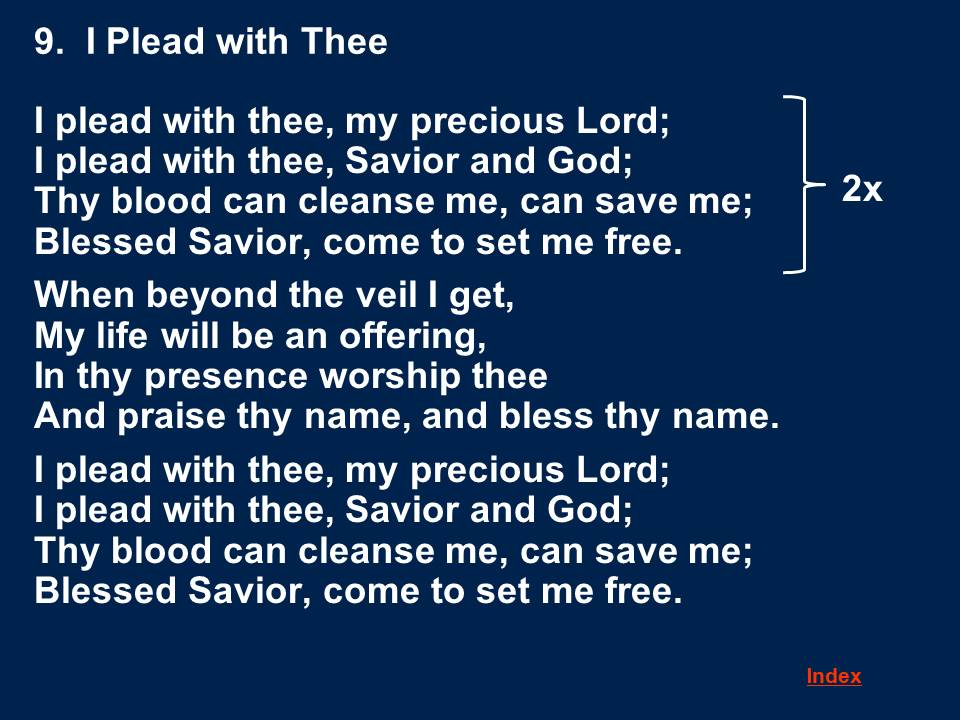 9.  I Plead with Thee
I plead with thee, my precious Lord;
I plead with thee, Savior and God;
Thy blood can cleanse me, can save me;
Blessed Savior, come to set me free.
2x
When beyond the veil I get,
My life will be an offering,
In thy presence worship thee
And praise thy name, and bless thy name.
I plead with thee, my precious Lord;
I plead with thee, Savior and God;
Thy blood can cleanse me, can save me;
Blessed Savior, come to set me free.
Index